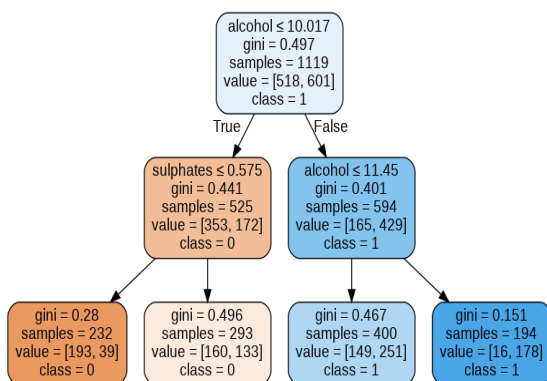 alcohol ≤ 10.017
gini = 0.497
samples = 1119
value = [518, 601]
class = 1
True
False
sulphates ≤ 0.575
gini = 0.441
samples = 525
value = [353, 172]
class = 0
alcohol ≤ 11.45
gini = 0.401
samples = 594
value = [165, 429]
class = 1
gini = 0.28
samples = 232
value = [193, 39]
class = 0
gini = 0.496
samples = 293
value = [160, 133]
class = 0
gini = 0.467
samples = 400
value = [149, 251]
class = 1
gini = 0.151
samples = 194
value = [16, 178]
class = 1